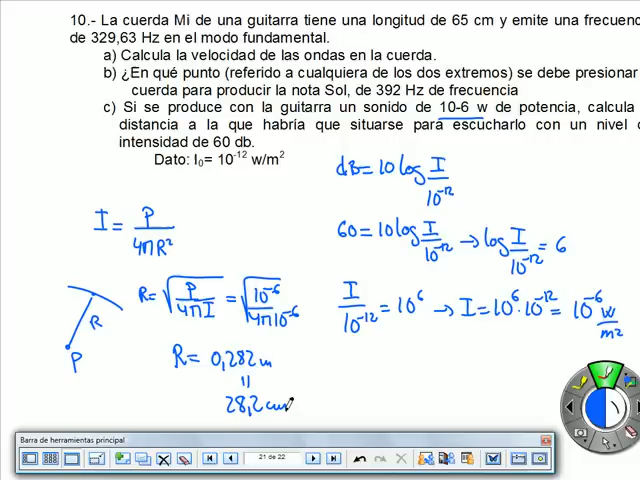 10.- La cuerda Mi de una guitarra tiene una longitud de 65 cm y emite una frecuenc
de 329,63 Hz en el modo fundamental.
a) Calcula la velocidad de las ondas en la cuerda.
b) ¿En qué punto (referido a cualquiera de los dos extremos) se debe presionar
cuerda para producir la nota Sol, de 392 Hz de frecuencia
c) Si se produce con la guitarra un sonido de 10-6 w de potencia, calcula
distancia a la que habría que situarse para escucharlo con un nivel d
intensidad de 60 db.
Dato: I₀= 10⁻¹² w/m²
dB = 10 log I/10⁻¹²
I = P/4πR²
60 = 10 log I/10⁻¹² → log I/10⁻¹² = 6
R = √(P/4πI) = √(10⁻⁶/4π10⁻⁶)
I/10⁻¹² = 10⁶ → I = 10⁶·10⁻¹² = 10⁻⁶ w/m²
R
P
R = 0,282 m
=
28,2 cm
Barra de herramientas principal
21 de 22